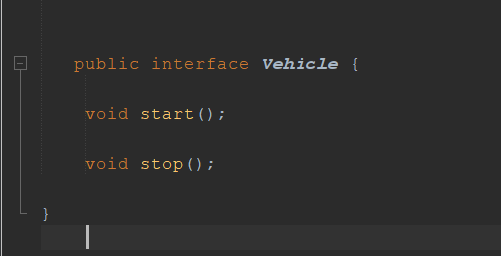 public interface Vehicle {
void start();
void stop();
}